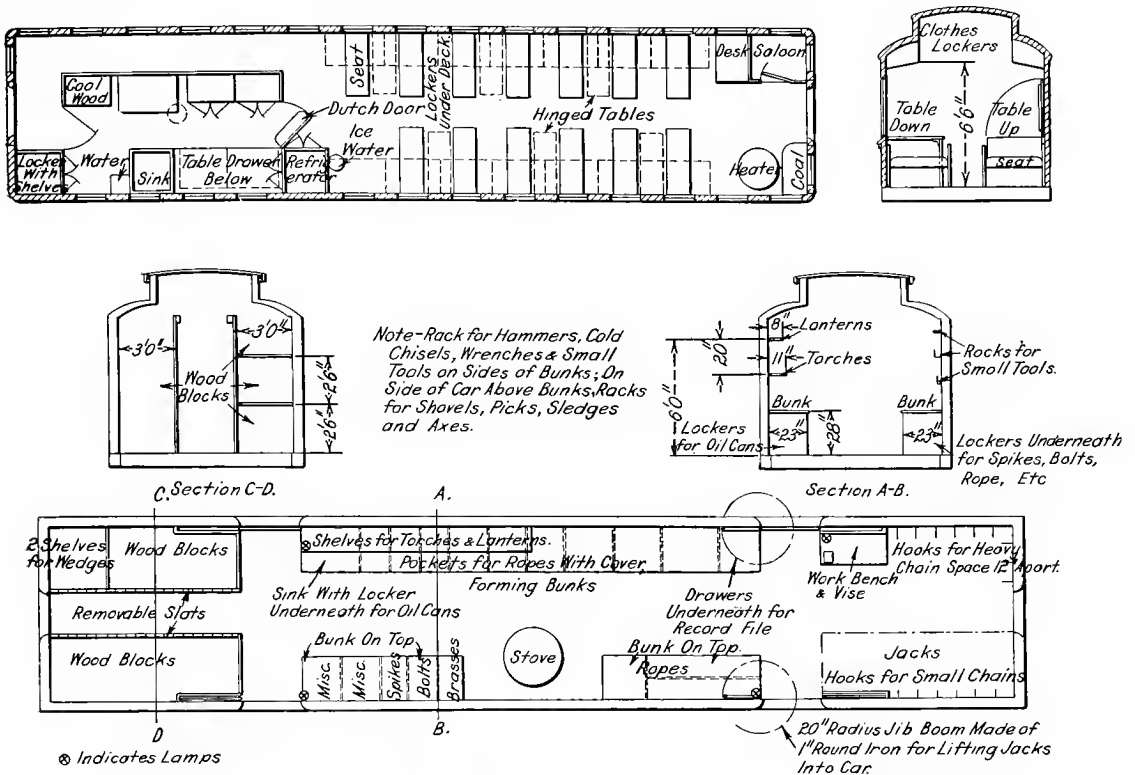 Coal
Wood
Seat
Lockers
Under Deck.
Desk
Saloon
Dutch Door
Hinged Tables
Ice
Water
Locker
With
Shelves
Water
Sink
Table Drawer
Below
Refrig
erator
Heater
Coal
Clothes
Lockers
Table
Down
6'6"
Table
Up
Seat
3'0"
3'0"
Wood
Blocks
2'6"
2'6"
Section C-D.
Note-Rack for Hammers, Cold
Chisels, Wrenches & Small
Tools on Sides of Bunks; On
Side of Car Above Bunks, Racks
for Shovels, Picks, Sledges
and Axes.
8"
Lanterns
20"
11"
Torches
6'0"
Rocks for
Small Tools.
Bunk
Bunk
Lockers
for Oil Cans
23"
28"
23"
Lockers Underneath
for Spikes, Bolts,
Rope, Etc
Section A-B.
C.
A.
2 Shelves
for Wedges
Wood Blocks
Shelves for Torches & Lanterns.
Pockets for Ropes With Cover
Forming Bunks
Sink With Locker
Underneath for Oil Cans
Removable Slats
Drawers
Underneath for
Record File
Work Bench
& Vise
Hooks for Heavy
Chain Space 12" Apart.
Wood Blocks
Bunk On Top
Misc.
Misc.
Spikes
Bolts
Brasses
Stove
Bunk On Top.
Ropes
Jacks
Hooks for Small Chains
D
B.
⊗ Indicates Lamps
20" Radius Jib Boom Made of
1" Round Iron for Lifting Jacks
Into Car.